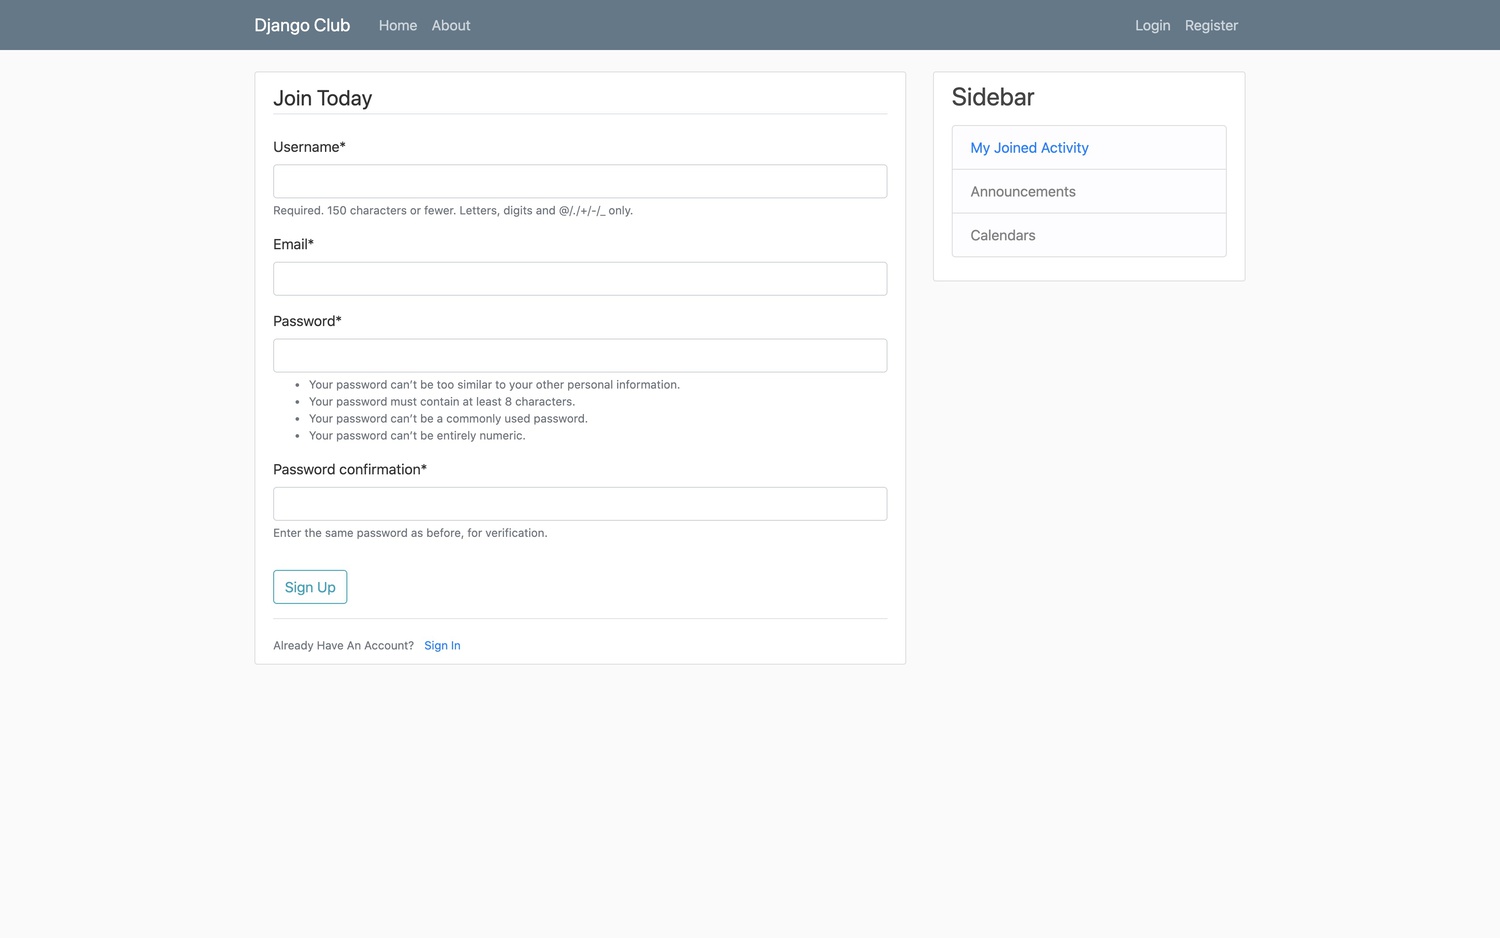 Django Club Home About Login Register
Join Today
Username*
Required. 150 characters or fewer. Letters, digits and @/./+/-/_ only.
Email*
Password*
• Your password can’t be too similar to your other personal information.
• Your password must contain at least 8 characters.
• Your password can’t be a commonly used password.
• Your password can’t be entirely numeric.
Password confirmation*
Enter the same password as before, for verification.
Sign Up
Already Have An Account? Sign In
Sidebar
My Joined Activity
Announcements
Calendars